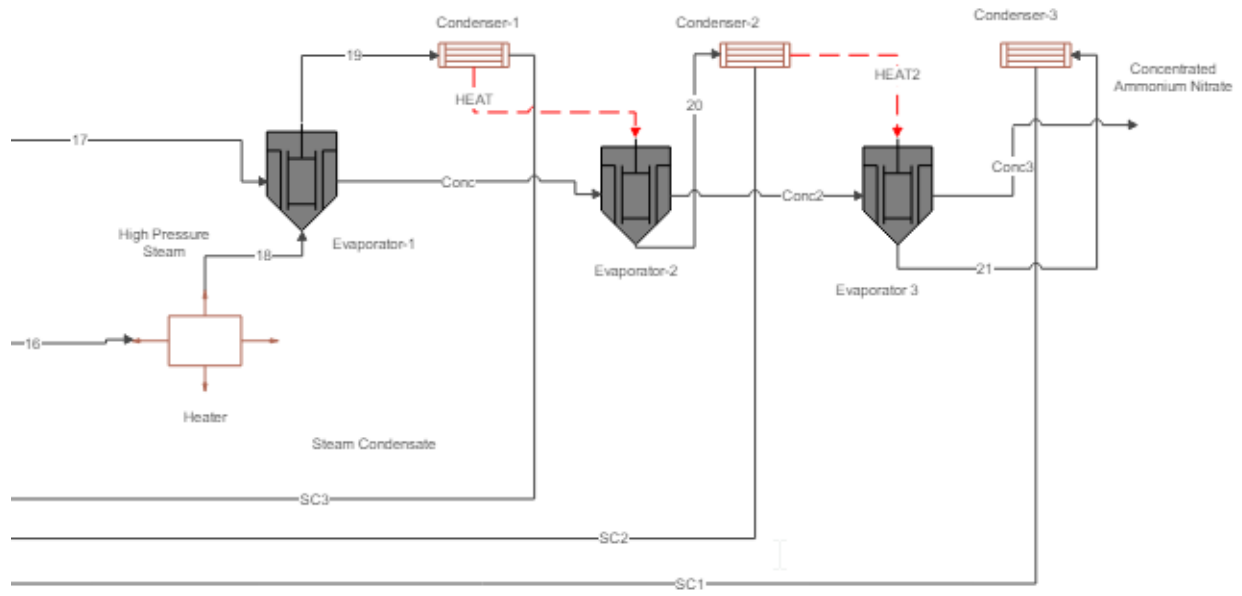 Condenser-1
Condenser-2
Condenser-3
19
HEAT
HEAT2
Concentrated
Ammonium Nitrate
20
17
Conc
Conc2
Conc3
High Pressure
Steam
18
Evaporator-1
Evaporator-2
21
Evaporator 3
16
Heater
Steam Condensate
SC3
SC2
SC1